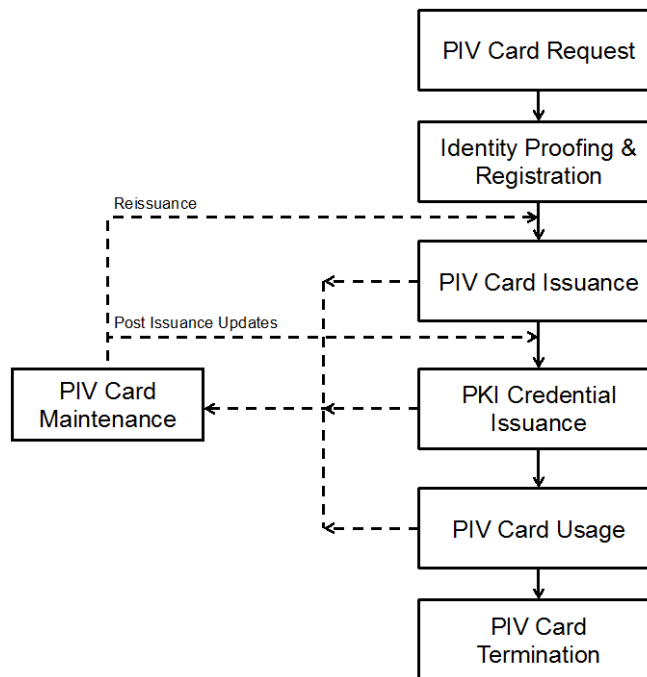 PIV Card Request
Identity Proofing &
Registration
Reissuance
PIV Card Issuance
Post Issuance Updates
PIV Card
Maintenance
PKI Credential
Issuance
PIV Card Usage
PIV Card
Termination